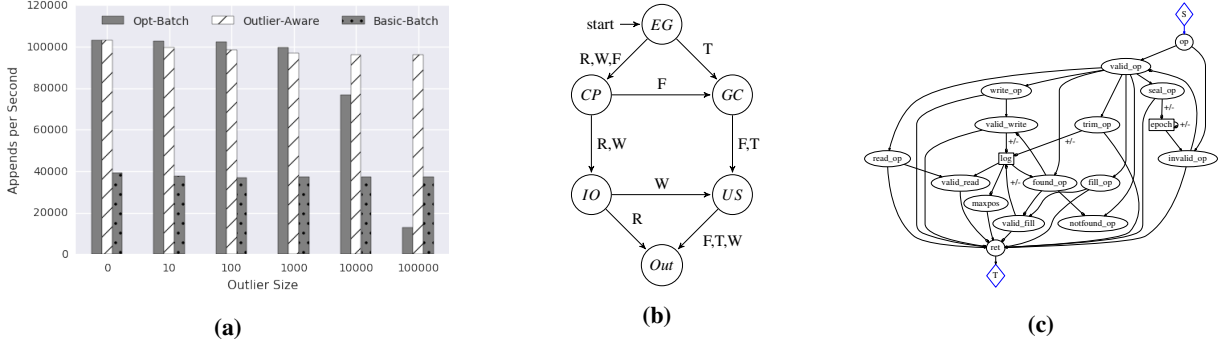 Opt-Batch Outlier-Aware Basic-Batch
120000
100000
80000
60000
40000
20000
0
Appends per Second
0 10 100 1000 10000 100000
Outlier Size
(a)
start EG
R,W,F T
CP F GC
R,W F,T
IO W US
R F,T,W
Out
(b)
S
op
valid_op
write_op seal_op
+/-
valid_write trim_op epoch +/-
+/- +/-
read_op log invalid_op
valid_read +/- found_op fill_op
maxpos
valid_fill notfound_op
ret
T
(c)